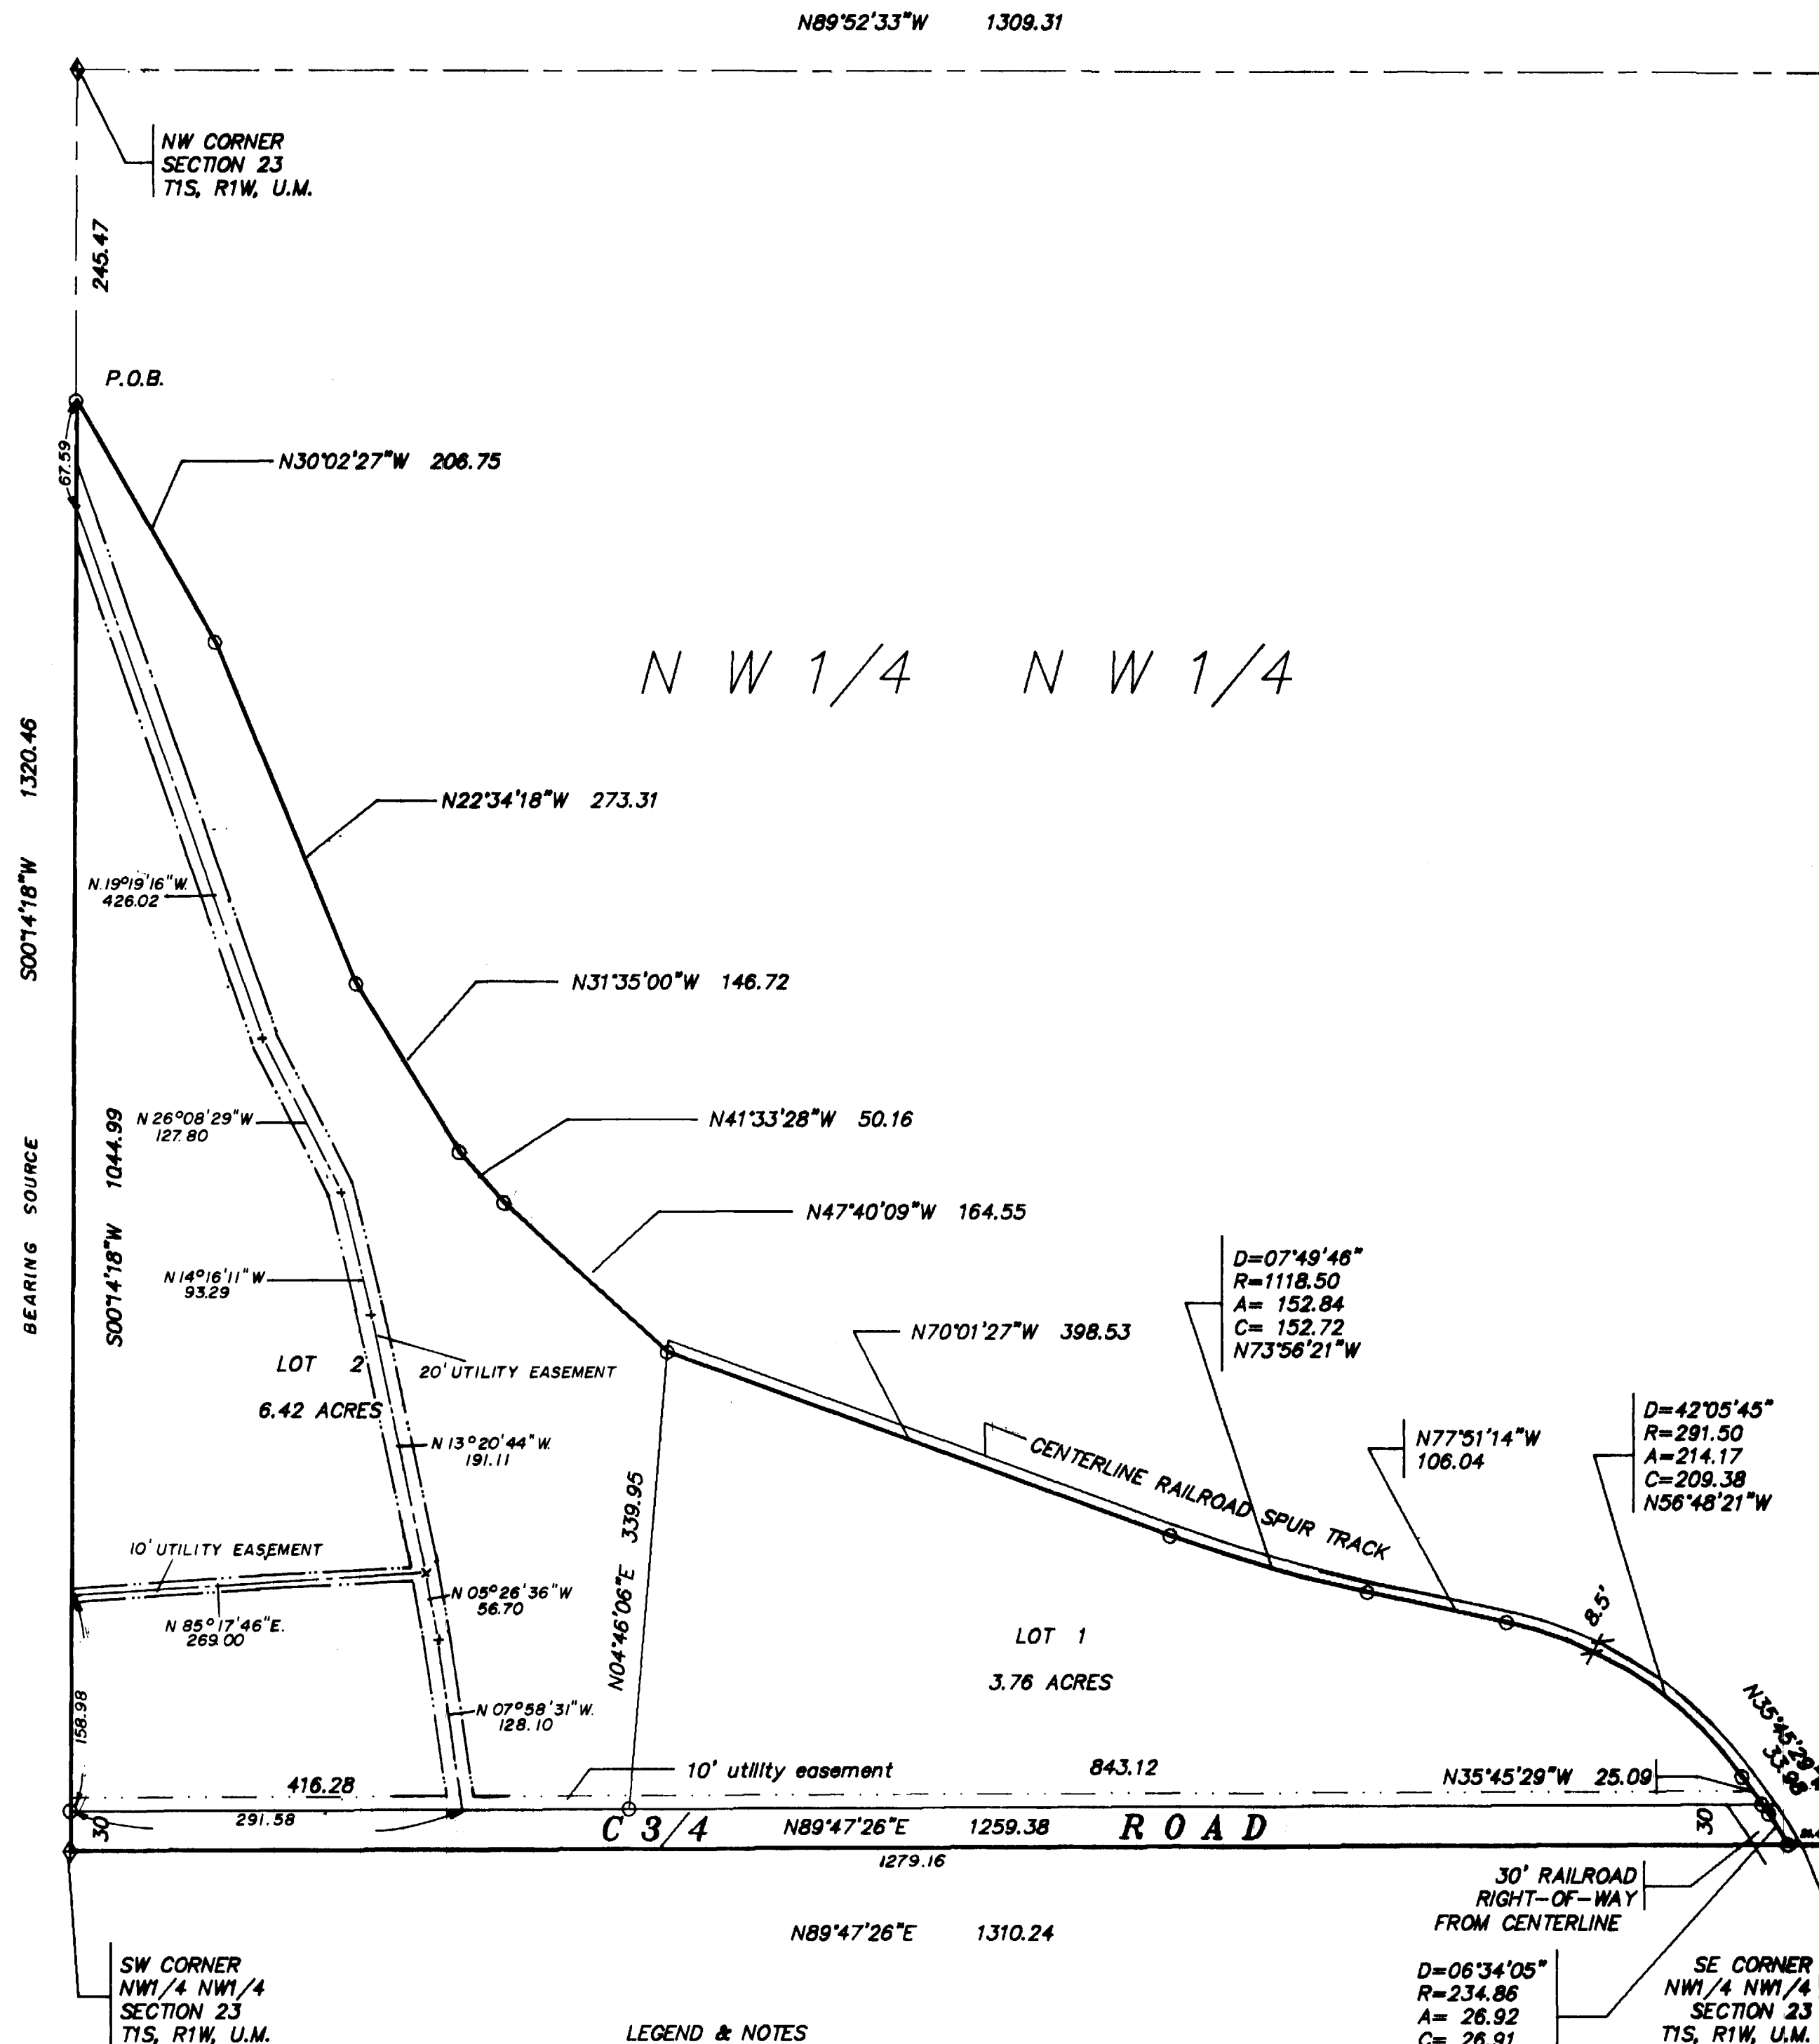 N89°52'33"W 1309.31
NW CORNER
SECTION 23
T1S, R1W, U.M.
245.47
P.O.B.
67.59
N30°02'27"W 206.75
N W 1/4 N W 1/4
S00°14'18"W 1320.46
BEARING SOURCE
N22°34'18"W 273.31
N.19°19'16"W.
426.02
N31°35'00"W 146.72
S00°14'18"W 1044.99
N 26°08'29"W
127.80
N41°33'28"W 50.16
N47°40'09"W 164.55
N 14°16'11"W
93.29
D=07°49'46"
R=1118.50
A= 152.84
C= 152.72
N73°56'21"W
N70°01'27"W 398.53
LOT 2
6.42 ACRES
20' UTILITY EASEMENT
N 13°20'44"W.
191.11
CENTERLINE RAILROAD SPUR TRACK
N77°51'14"W
106.04
D=42°05'45"
R=291.50
A=214.17
C=209.38
N56°48'21"W
N04°46'06"E 339.95
10' UTILITY EASEMENT
N 85°17'46"E.
269.00
N 05°26'36"W
56.70
8.5'
LOT 1
3.76 ACRES
158.98
N 07°58'31"W.
128.10
N35°45'29"W
33.98
10' utility easement
843.12
N35°45'29"W 25.09
416.28
291.58
30
C 3/4 ROAD
N89°47'26"E 1259.38
30
1279.16
30' RAILROAD
RIGHT-OF-WAY
FROM CENTERLINE
N89°47'26"E 1310.24
SW CORNER
NW1/4 NW1/4
SECTION 23
T1S, R1W, U.M.
LEGEND & NOTES
D=06°34'05"
R=234.86
A= 26.92
C= 26.91
SE CORNER
NW1/4 NW1/4
SECTION 23
T1S, R1W, U.M.